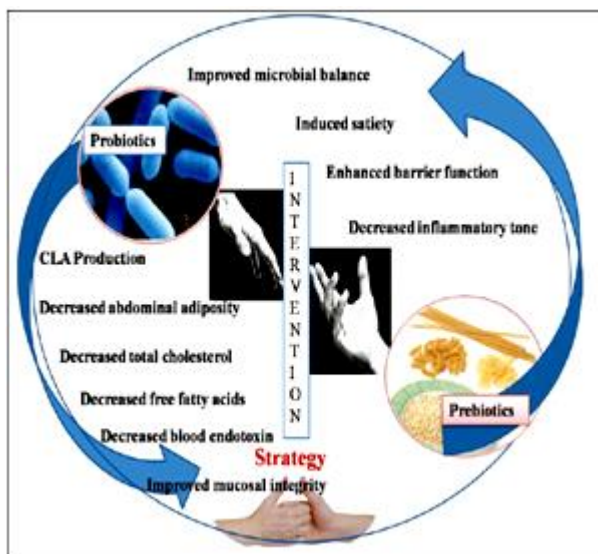 Improved microbial balance
Induced satiety
Probiotics
Enhanced barrier function
Decreased inflammatory tone
CLA Production
Decreased abdominal adiposity
Decreased total cholesterol
Decreased free fatty acids
Decreased blood endotoxin
INTERVENTION
Prebiotics
Strategy
Improved mucosal integrity